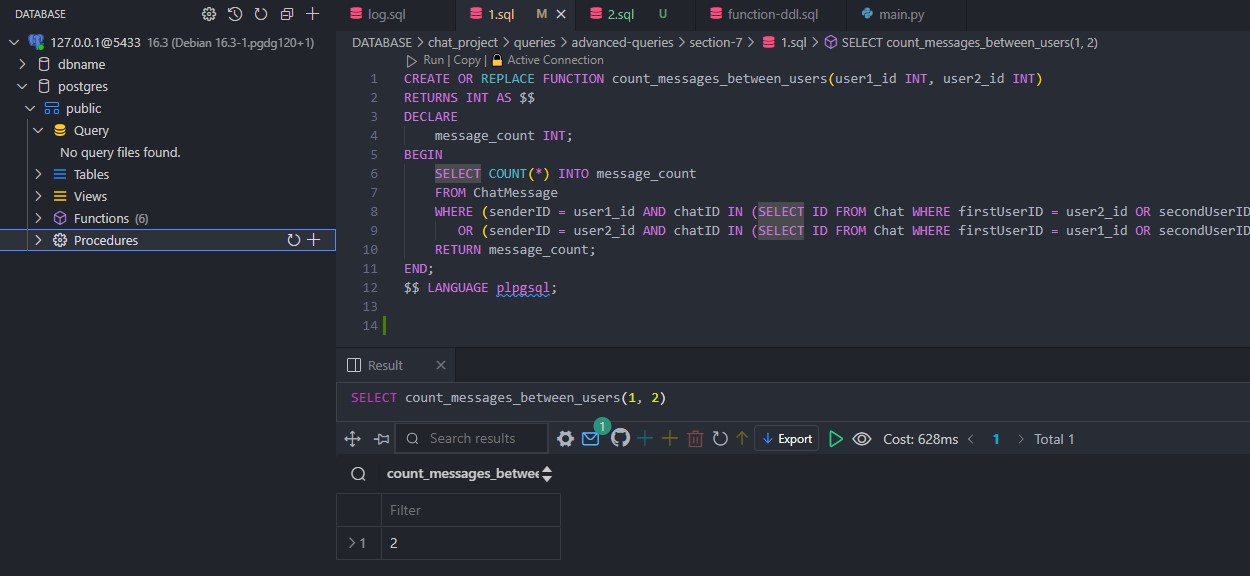 DATABASE
127.0.0.1@5433 16.3 (Debian 16.3-1.pgdg120+1)
dbname
postgres
public
Query
No query files found.
Tables
Views
Functions (6)
Procedures
log.sql
1.sql M
2.sql U
function-ddl.sql
main.py
DATABASE > chat_project > queries > advanced-queries > section-7 > 1.sql > SELECT count_messages_between_users(1, 2)
Run | Copy | Active Connection
1 CREATE OR REPLACE FUNCTION count_messages_between_users(user1_id INT, user2_id INT)
2 RETURNS INT AS $$
3 DECLARE
4 message_count INT;
5 BEGIN
6 SELECT COUNT(*) INTO message_count
7 FROM ChatMessage
8 WHERE (senderID = user1_id AND chatID IN (SELECT ID FROM Chat WHERE firstUserID = user2_id OR secondUserID
9 OR (senderID = user2_id AND chatID IN (SELECT ID FROM Chat WHERE firstUserID = user1_id OR secondUserID
10 RETURN message_count;
11 END;
12 $$ LANGUAGE plpgsql;
13
14
Result
SELECT count_messages_between_users(1, 2)
Search results
1
Export
Cost: 628ms
1
Total 1
count_messages_betwee
Filter
1 2